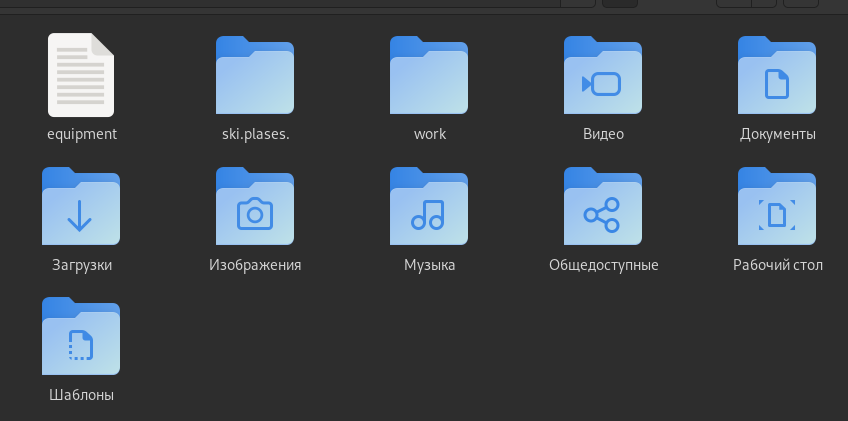 equipment
ski.plases.
work
Видео
Документы
Загрузки
Изображения
Музыка
Общедоступные
Рабочий стол
Шаблоны